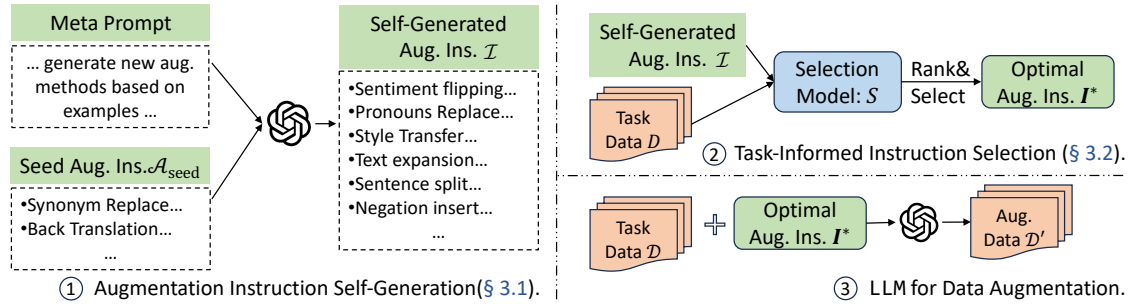 Meta Prompt
... generate new aug.
methods based on
examples ...
Seed Aug. Ins.𝒜seed
•Synonym Replace...
•Back Translation...
...
Self-Generated
Aug. Ins. ℐ
•Sentiment flipping...
•Pronouns Replace...
•Style Transfer...
•Text expansion...
•Sentence split...
•Negation insert...
...
① Augmentation Instruction Self-Generation(§ 3.1).
Self-Generated
Aug. Ins. ℐ
Task
Data D
Selection
Model: S
Rank&
Select
Optimal
Aug. Ins. I*
② Task-Informed Instruction Selection (§ 3.2).
Task
Data 𝒟
Optimal
Aug. Ins. I*
Aug.
Data 𝒟′
③ LLM for Data Augmentation.